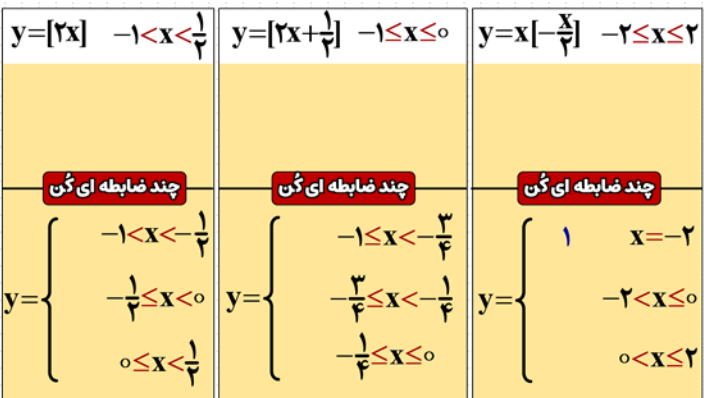 y=[۲x] −۱<x<۱/۲
چند ضابطه ای کُن
y={
−۱<x<−۱/۲
−۱/۲≤x<۰
۰≤x<۱/۲
y=[۲x+۱/۲] −۱≤x≤۰
چند ضابطه ای کُن
y={
−۱≤x<−۳/۴
−۳/۴≤x<−۱/۴
−۱/۴≤x≤۰
y=x[−x/۲] −۲≤x≤۲
چند ضابطه ای کُن
y={
۱ x=−۲
−۲<x≤۰
۰<x≤۲